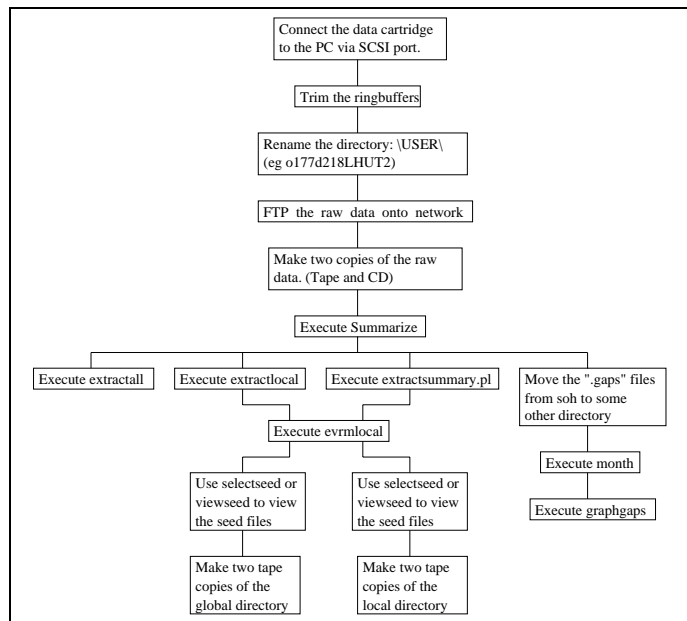 Connect the data cartridge
to the PC via SCSI port.
Trim the ringbuffers
Rename the directory: \USER\
(eg o177d218LHUT2)
FTP the raw data onto network
Make two copies of the raw
data. (Tape and CD)
Execute Summarize
Execute extractall
Execute extractlocal
Execute extractsummary.pl
Move the ".gaps" files
from soh to some
other directory
Execute evrmlocal
Execute month
Use selectseed or
viewseed to view
the seed files
Use selectseed or
viewseed to view
the seed files
Execute graphgaps
Make two tape
copies of the
global directory
Make two tape
copies of the
local directory